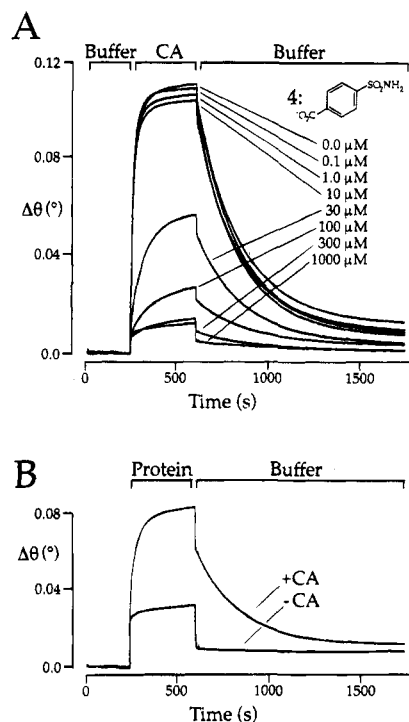 A
Buffer CA Buffer
0.12
4: ⁻O₂C SO₂NH₂
0.0 µM
0.1 µM
1.0 µM
10 µM
30 µM
100 µM
300 µM
1000 µM
0.08
Δθ (°)
0.04
0.0
0 500 1000 1500
Time (s)
B
Protein Buffer
0.08
Δθ (°)
0.04
+CA
-CA
0.0
0 500 1000 1500
Time (s)